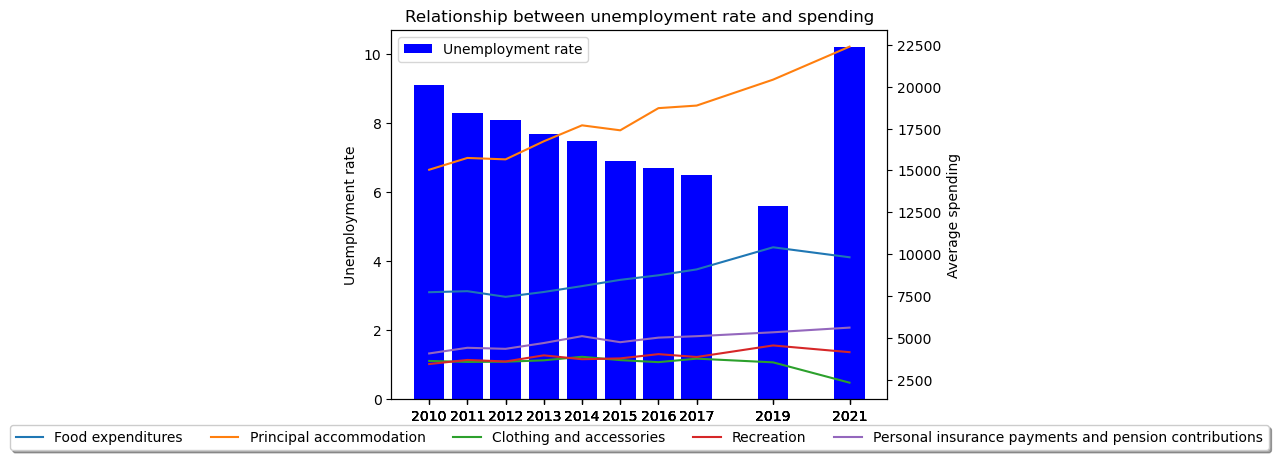 Relationship between unemployment rate and spending
Unemployment rate
Unemployment rate
10
8
6
4
2
0
22500
20000
17500
15000
12500
10000
7500
5000
2500
Average spending
2010 2011 2012 2013 2014 2015 2016 2017 2019 2021
Food expenditures Principal accommodation Clothing and accessories Recreation Personal insurance payments and pension contributions